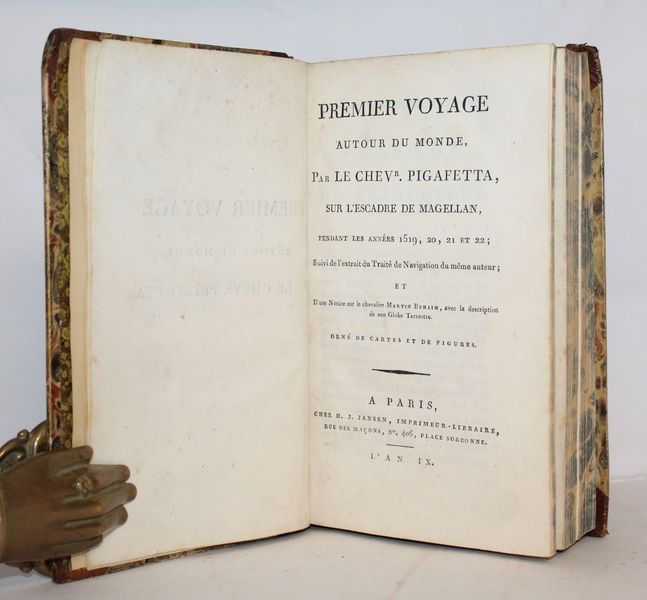 PREMIER VOYAGE
AUTOUR DU MONDE,
PAR LE CHEVR. PIGAFETTA,
SUR L'ESCADRE DE MAGELLAN,
PENDANT LES ANNÉES 1519, 20, 21 ET 22;
Suivi de l'extrait du Traité de Navigation du même auteur;
ET
D'une Notice sur le chevalier MARTIN BEHAIM, avec la description
de son Globe Terrestre.
ORNÉ DE CARTES ET DE FIGURES.
A PARIS,
CHEZ H. J. JANSEN, IMPRIMEUR-LIBRAIRE,
RUE DES MAÇONS, No. 406, PLACE SORBONNE.
L'AN IX.